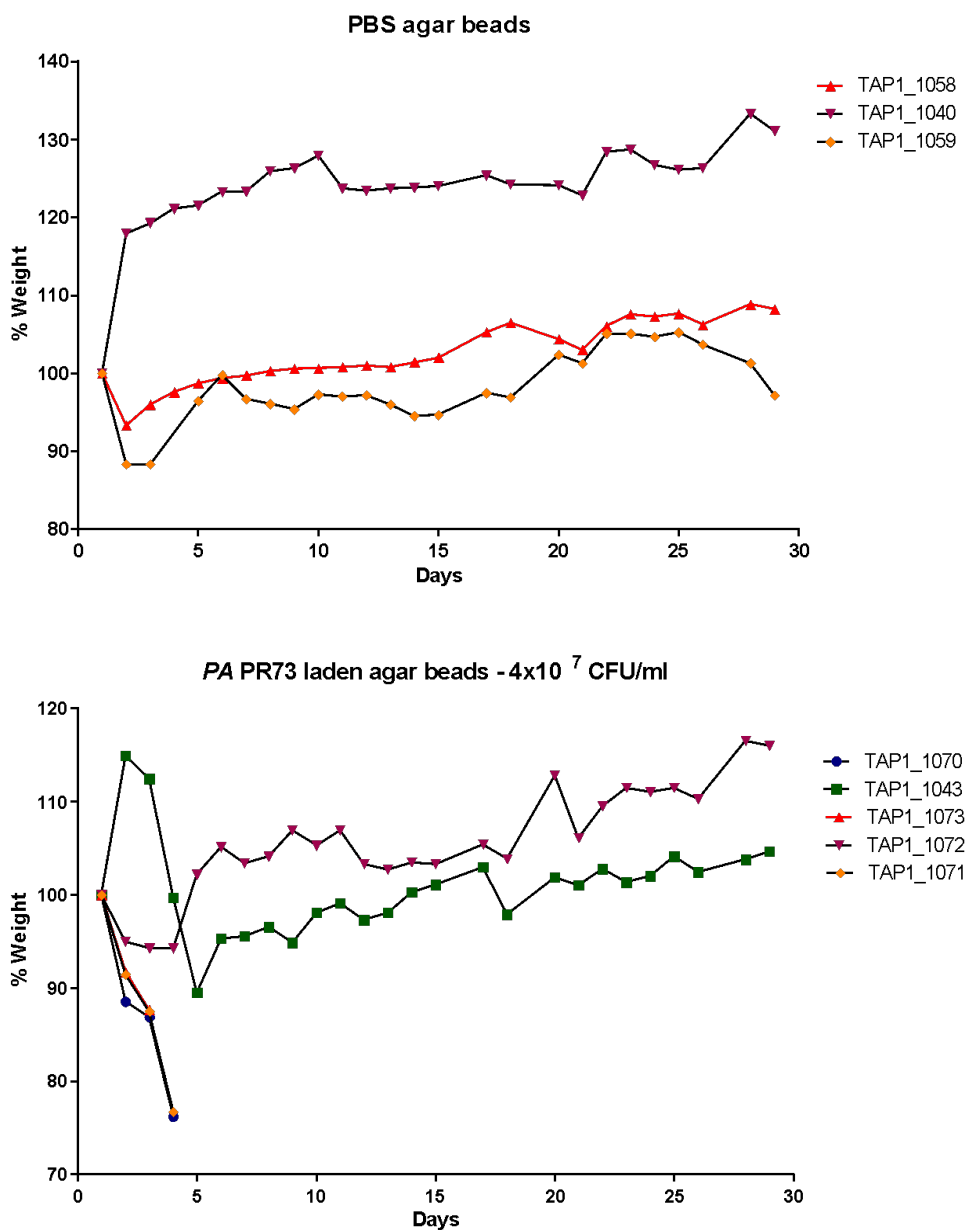 PBS agar beads
140
130
120
110
100
90
80
% Weight
0 5 10 15 20 25 30
Days
TAP1_1058
TAP1_1040
TAP1_1059
PA PR73 laden agar beads - 4x10 7 CFU/ml
120
110
100
90
80
70
% Weight
0 5 10 15 20 25 30
Days
TAP1_1070
TAP1_1043
TAP1_1073
TAP1_1072
TAP1_1071